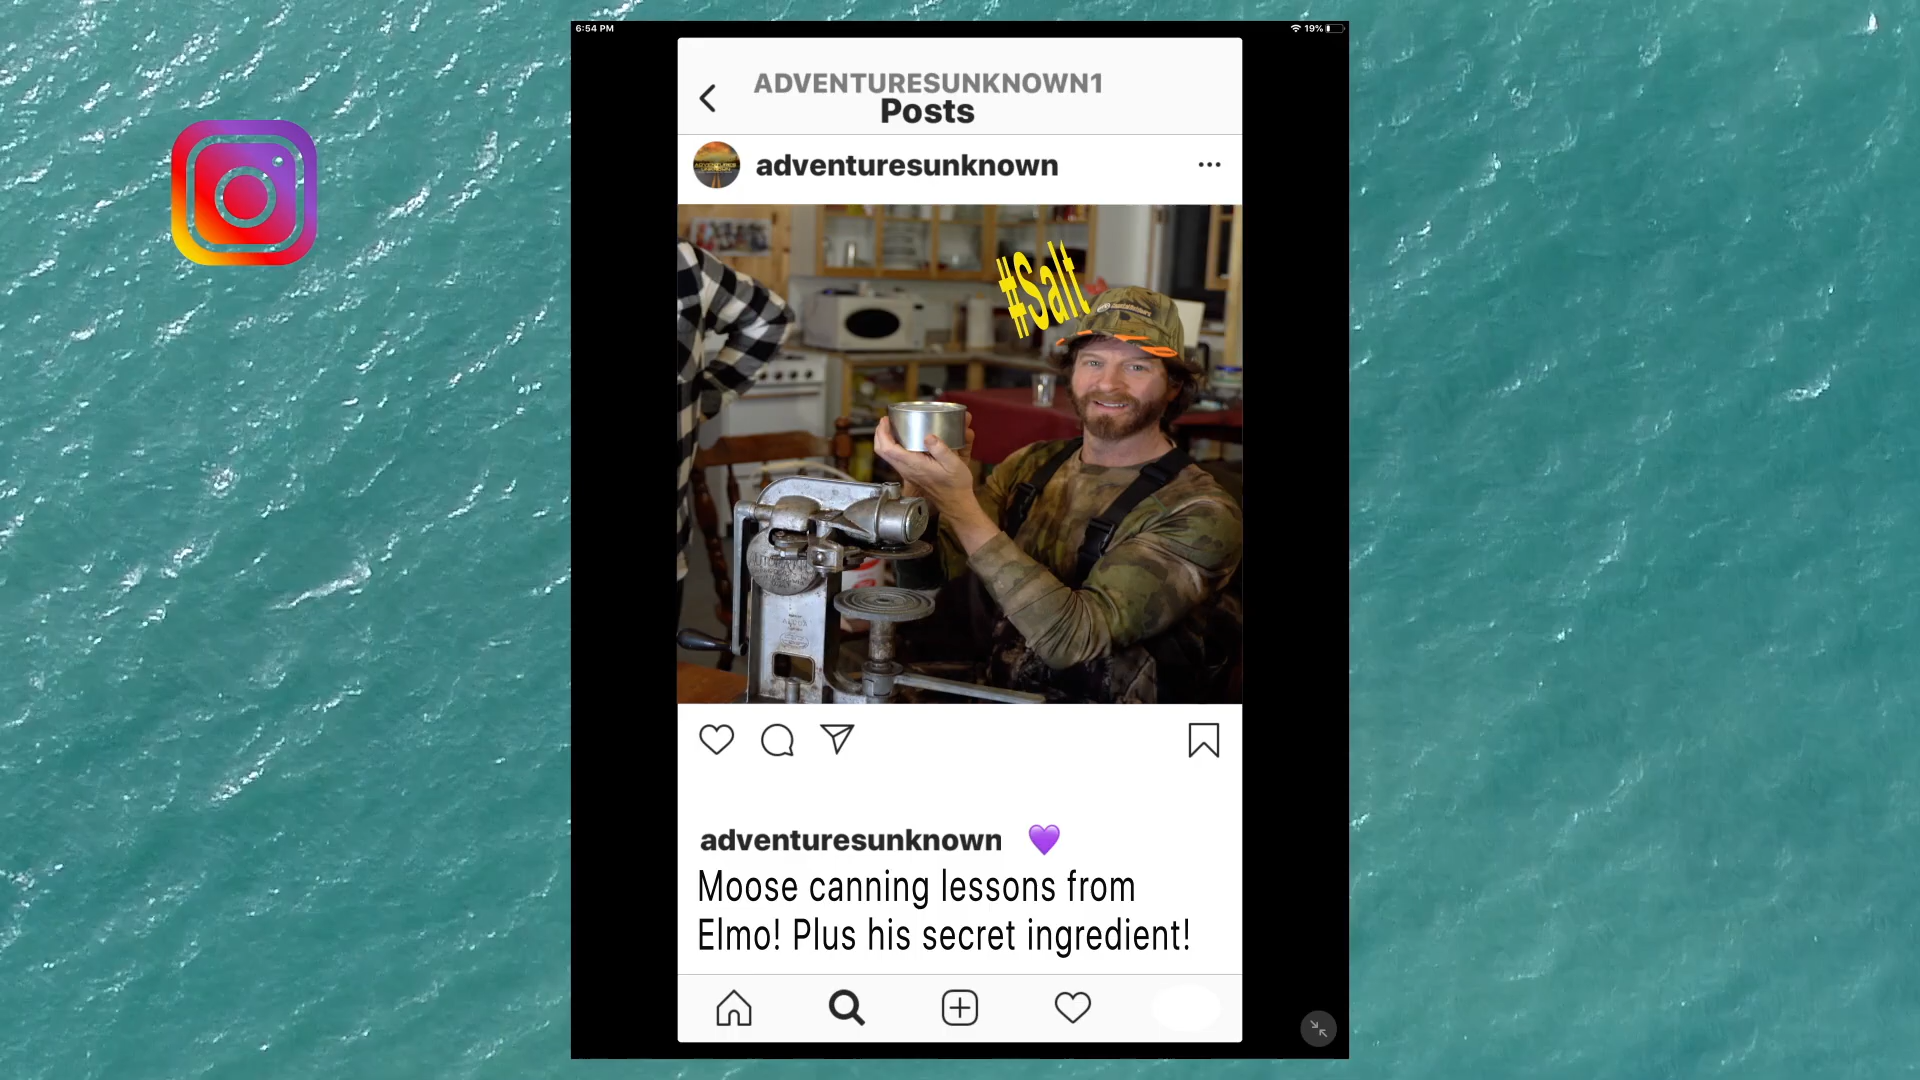 6:54 PM
19%
ADVENTURESUNKNOWN1
Posts
adventuresunknown
#Salt
adventuresunknown 💜
Moose canning lessons from
Elmo! Plus his secret ingredient!